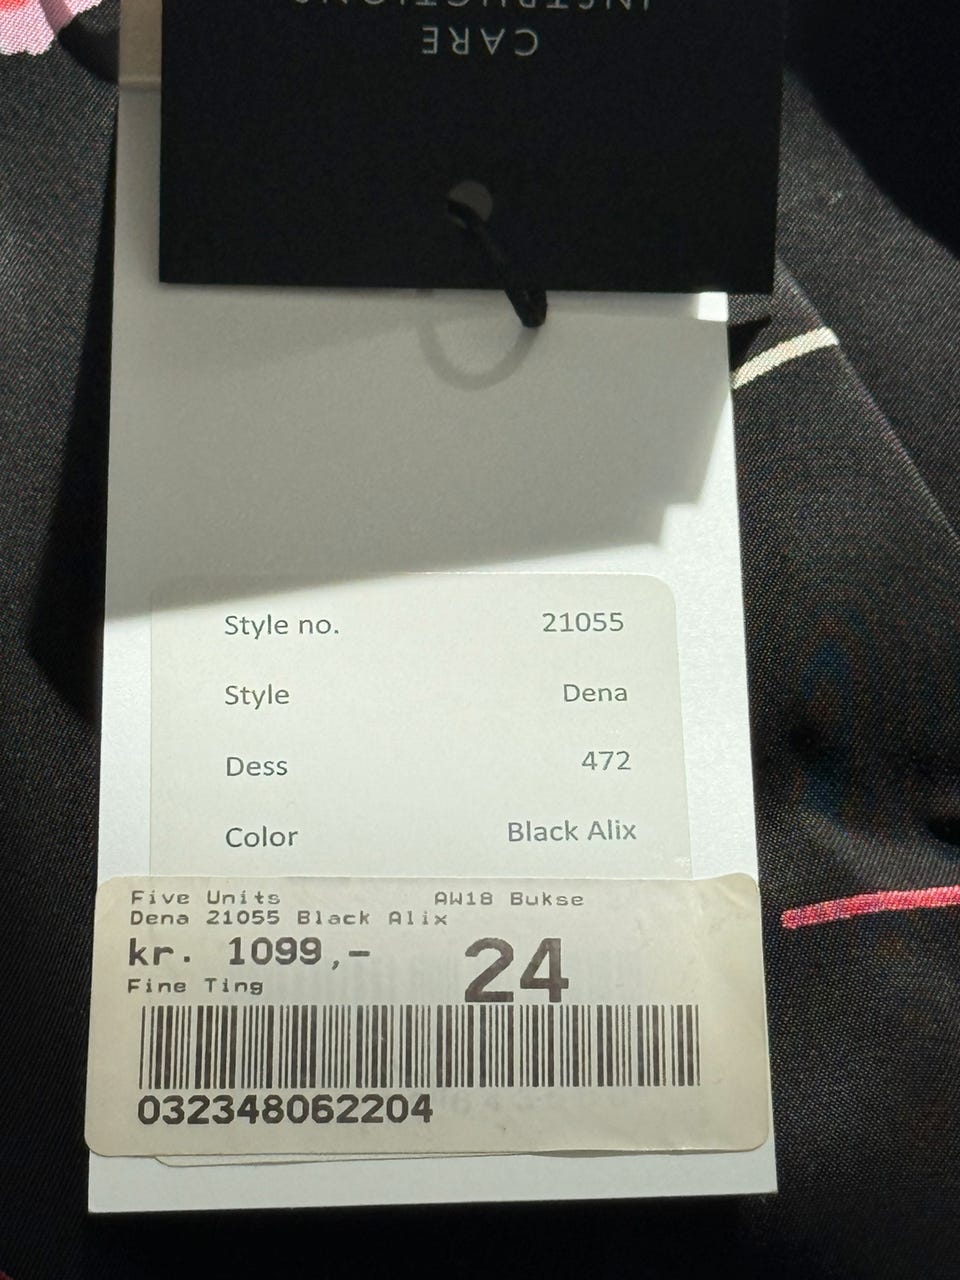 CARE
INSTRUCTIONS
Style no. 21055
Style Dena
Dess 472
Color Black Alix
Five Units AW18 Bukse
Dena 21055 Black Alix
kr. 1099,- 24
Fine Ting
032348062204